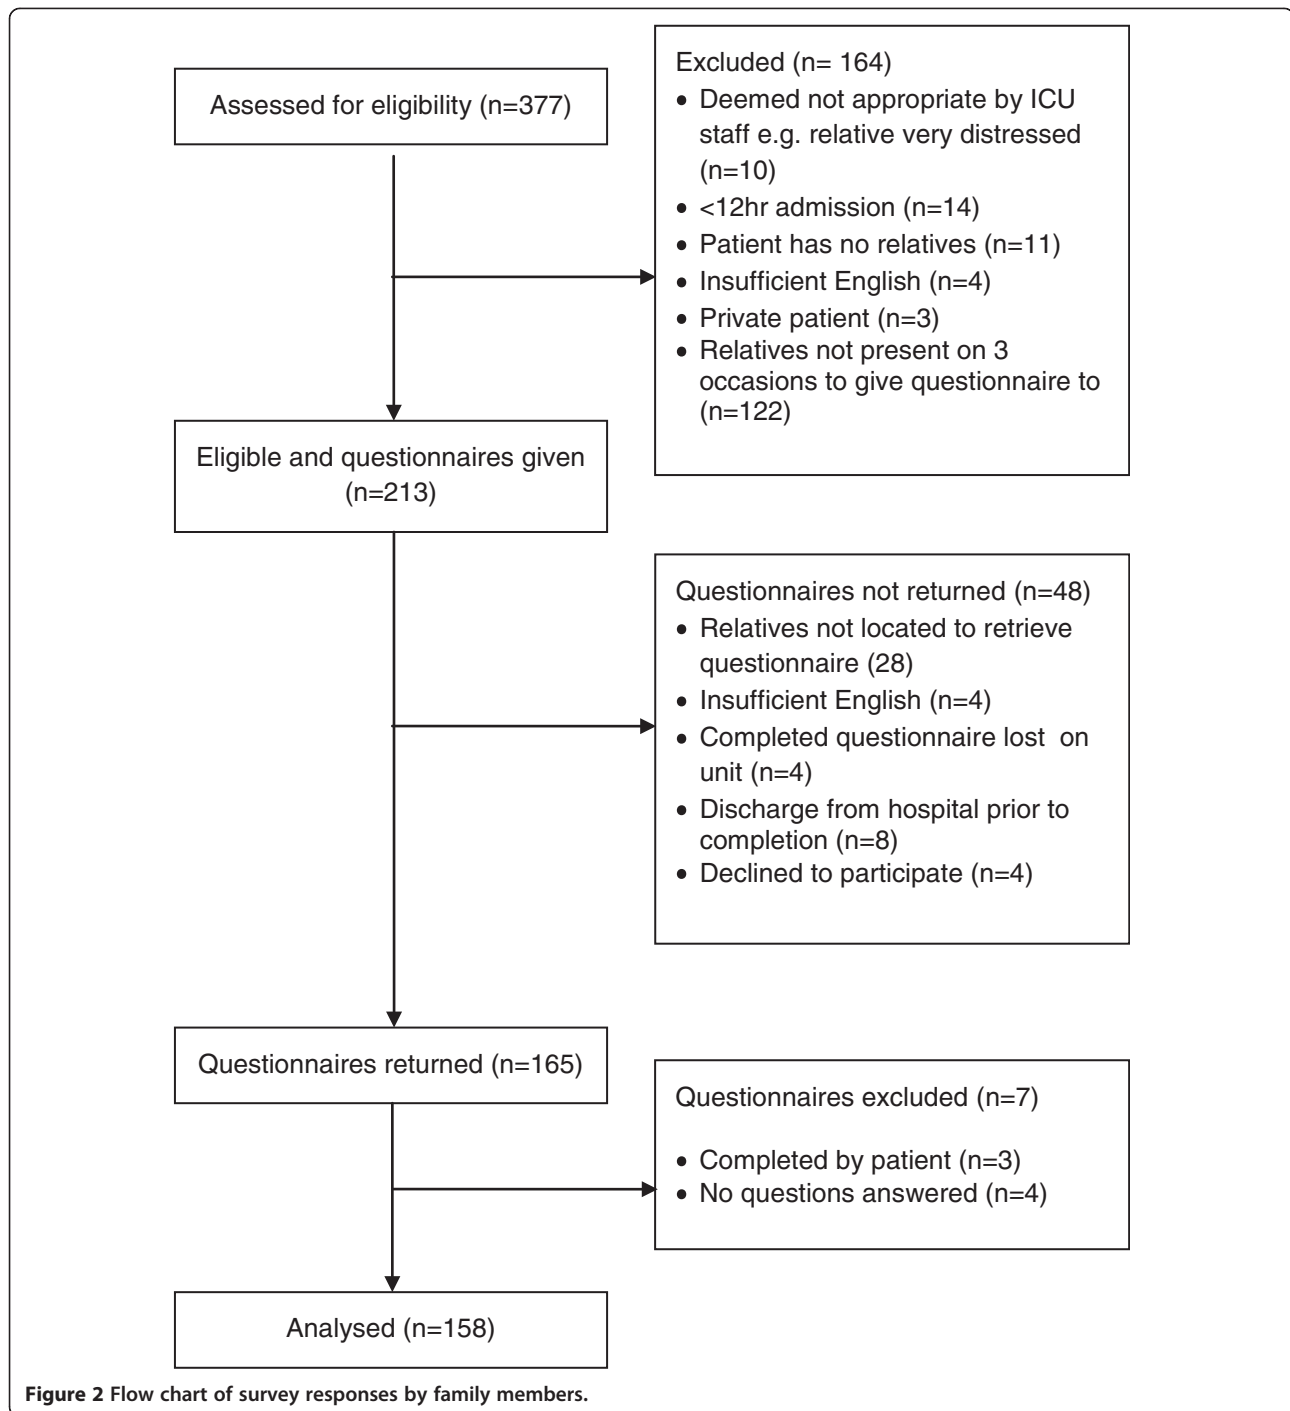 Assessed for eligibility (n=377)
Excluded (n= 164)
• Deemed not appropriate by ICU
staff e.g. relative very distressed
(n=10)
• <12hr admission (n=14)
• Patient has no relatives (n=11)
• Insufficient English (n=4)
• Private patient (n=3)
• Relatives not present on 3
occasions to give questionnaire to
(n=122)
Eligible and questionnaires given
(n=213)
Questionnaires not returned (n=48)
• Relatives not located to retrieve
questionnaire (28)
• Insufficient English (n=4)
• Completed questionnaire lost on
unit (n=4)
• Discharge from hospital prior to
completion (n=8)
• Declined to participate (n=4)
Questionnaires returned (n=165)
Questionnaires excluded (n=7)
• Completed by patient (n=3)
• No questions answered (n=4)
Analysed (n=158)
Figure 2 Flow chart of survey responses by family members.